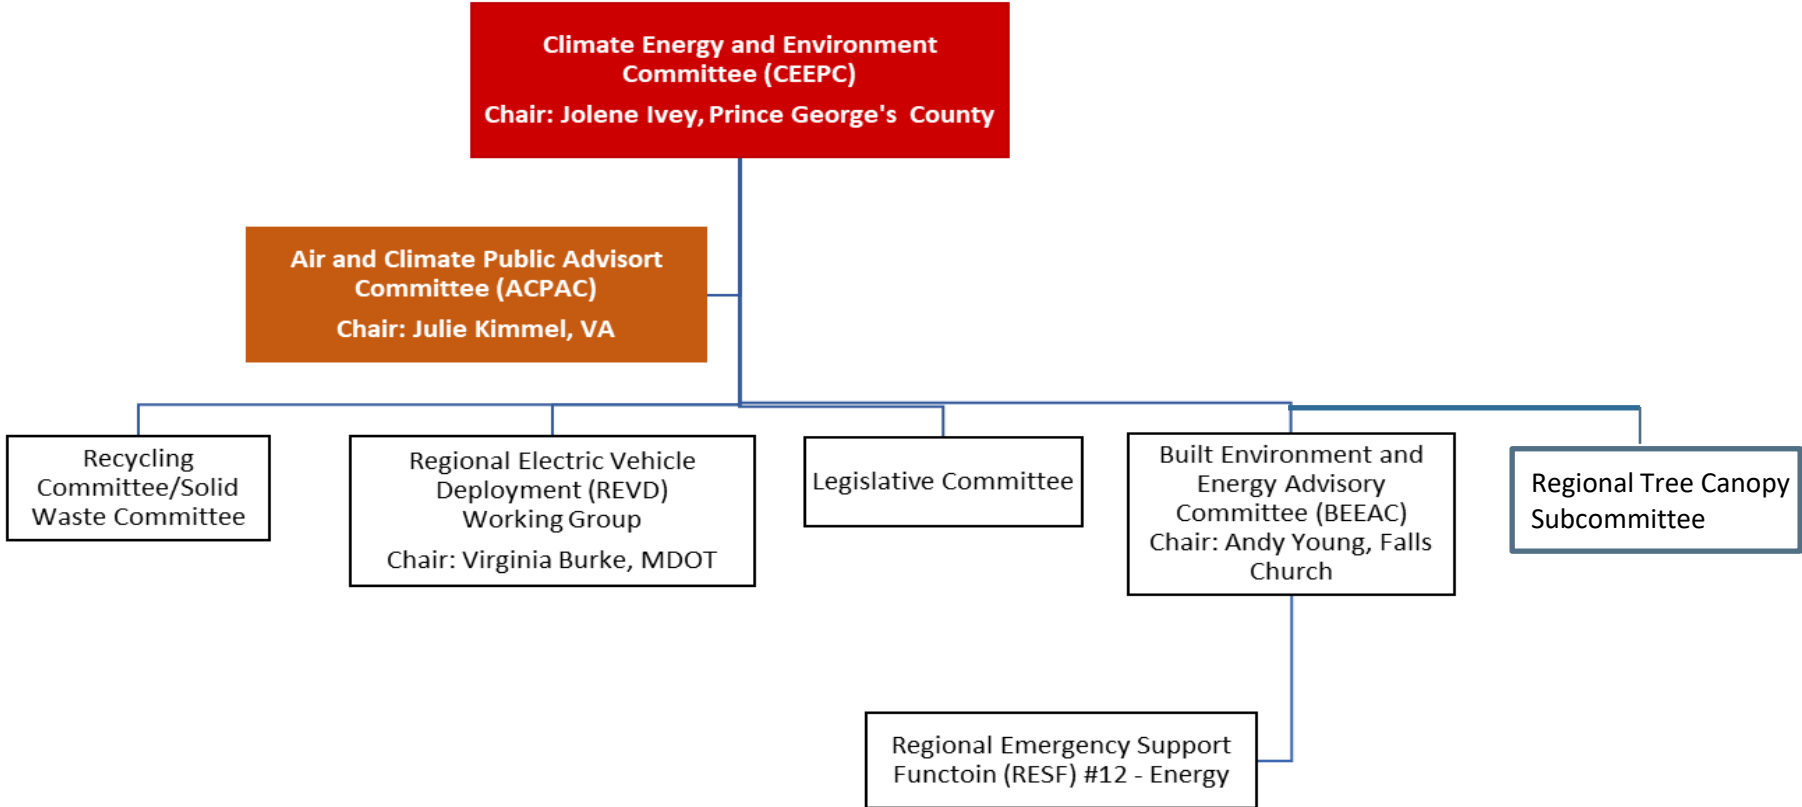 Climate Energy and Environment
Committee (CEEPC)
Chair: Jolene Ivey, Prince George's County
Air and Climate Public Advisort
Committee (ACPAC)
Chair: Julie Kimmel, VA
Recycling
Committee/Solid
Waste Committee
Regional Electric Vehicle
Deployment (REVD)
Working Group
Chair: Virginia Burke, MDOT
Legislative Committee
Built Environment and
Energy Advisory
Committee (BEEAC)
Chair: Andy Young, Falls
Church
Regional Tree Canopy
Subcommittee
Regional Emergency Support
Functoin (RESF) #12 - Energy